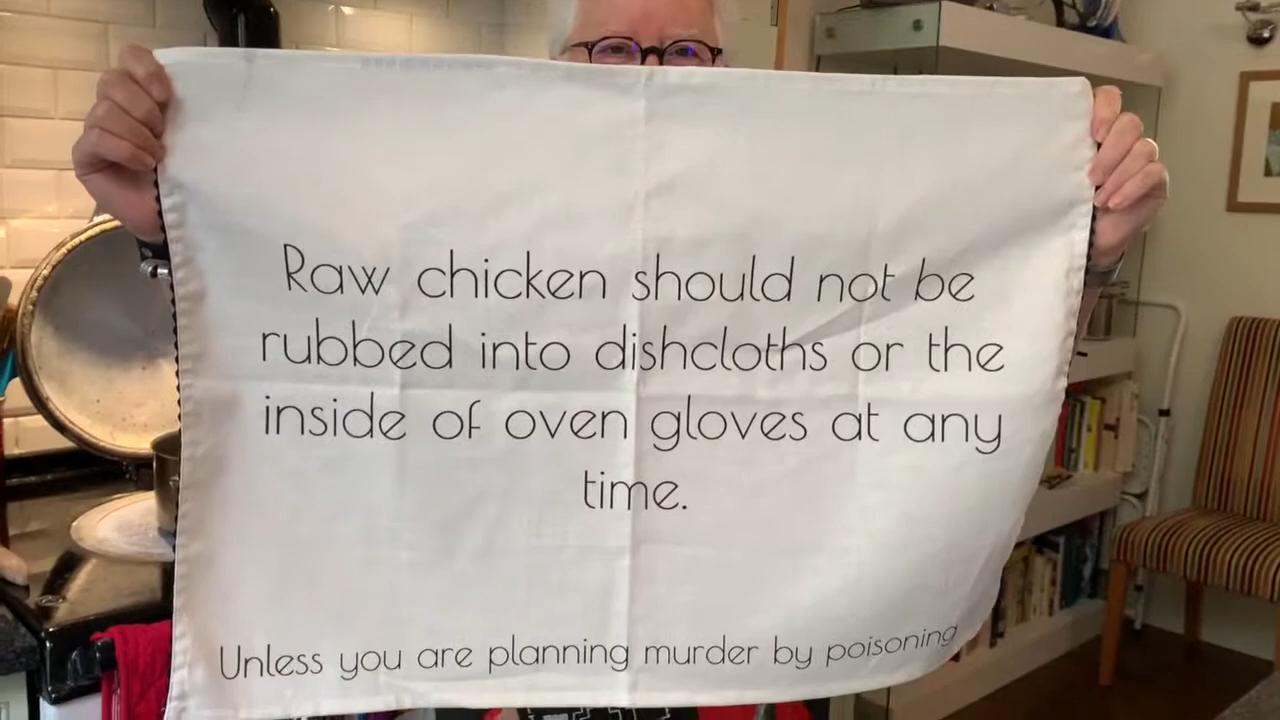 Raw chicken should not be
rubbed into dishcloths or the
inside of oven gloves at any
time.
Unless you are planning murder by poisoning